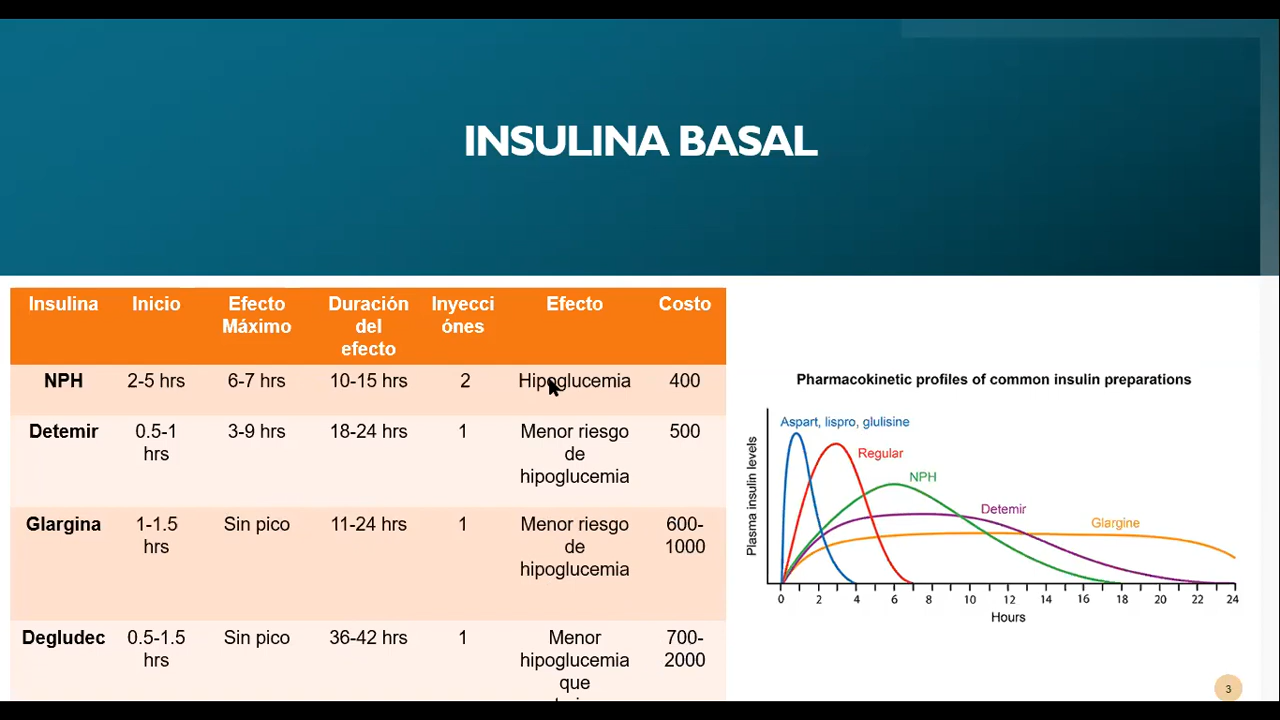 INSULINA BASAL
Insulina Inicio Efecto Máximo Duración del efecto Inyecciónes Efecto Costo
NPH 2-5 hrs 6-7 hrs 10-15 hrs 2 Hipoglucemia 400
Detemir 0.5-1 hrs 3-9 hrs 18-24 hrs 1 Menor riesgo de hipoglucemia 500
Glargina 1-1.5 hrs Sin pico 11-24 hrs 1 Menor riesgo de hipoglucemia 600-1000
Degludec 0.5-1.5 hrs Sin pico 36-42 hrs 1 Menor hipoglucemia que 700-2000
Pharmacokinetic profiles of common insulin preparations
Plasma insulin levels
Aspart, lispro, glulisine
Regular
NPH
Detemir
Glargine
0 2 4 6 8 10 12 14 16 18 20 22 24
Hours
3